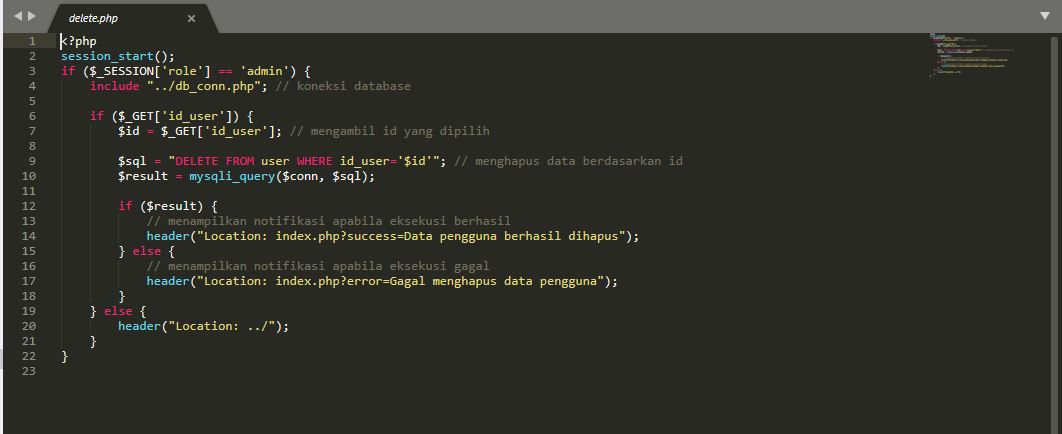 delete.php
1 <?php
2 session_start();
3 if ($_SESSION['role'] == 'admin') {
4     include "../db_conn.php"; // koneksi database
5
6     if ($_GET['id_user']) {
7         $id = $_GET['id_user']; // mengambil id yang dipilih
8
9         $sql = "DELETE FROM user WHERE id_user='$id'"; // menghapus data berdasarkan id
10         $result = mysqli_query($conn, $sql);
11
12         if ($result) {
13             // menampilkan notifikasi apabila eksekusi berhasil
14             header("Location: index.php?success=Data pengguna berhasil dihapus");
15         } else {
16             // menampilkan notifikasi apabila eksekusi gagal
17             header("Location: index.php?error=Gagal menghapus data pengguna");
18         }
19     } else {
20         header("Location: ../");
21     }
22 }
23